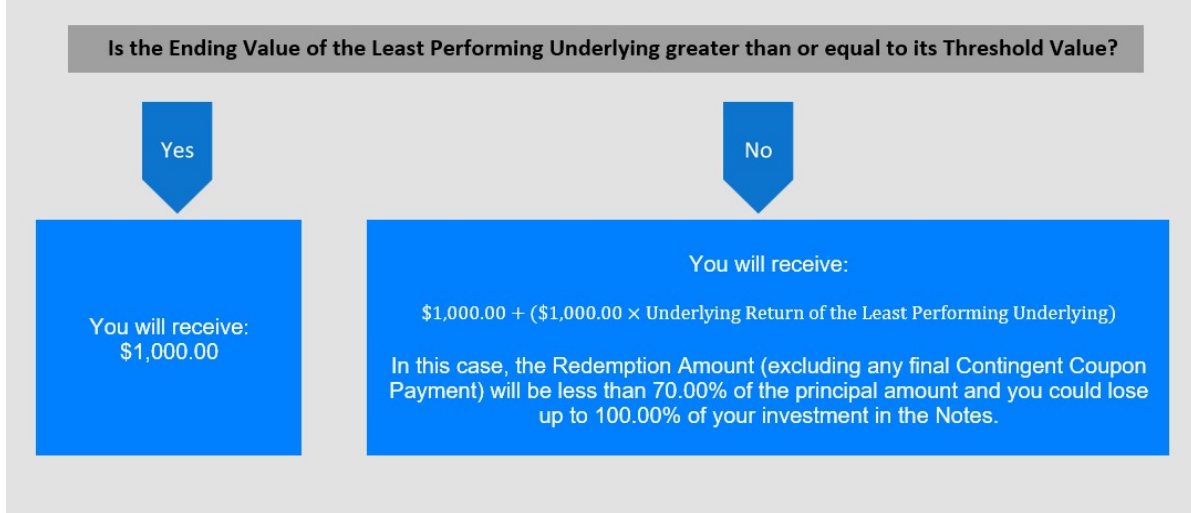 Is the Ending Value of the Least Performing Underlying greater than or equal to its Threshold Value?
Yes
No
You will receive:
$1,000.00
You will receive:
$1,000.00 + ($1,000.00 × Underlying Return of the Least Performing Underlying)
In this case, the Redemption Amount (excluding any final Contingent Coupon
Payment) will be less than 70.00% of the principal amount and you could lose
up to 100.00% of your investment in the Notes.